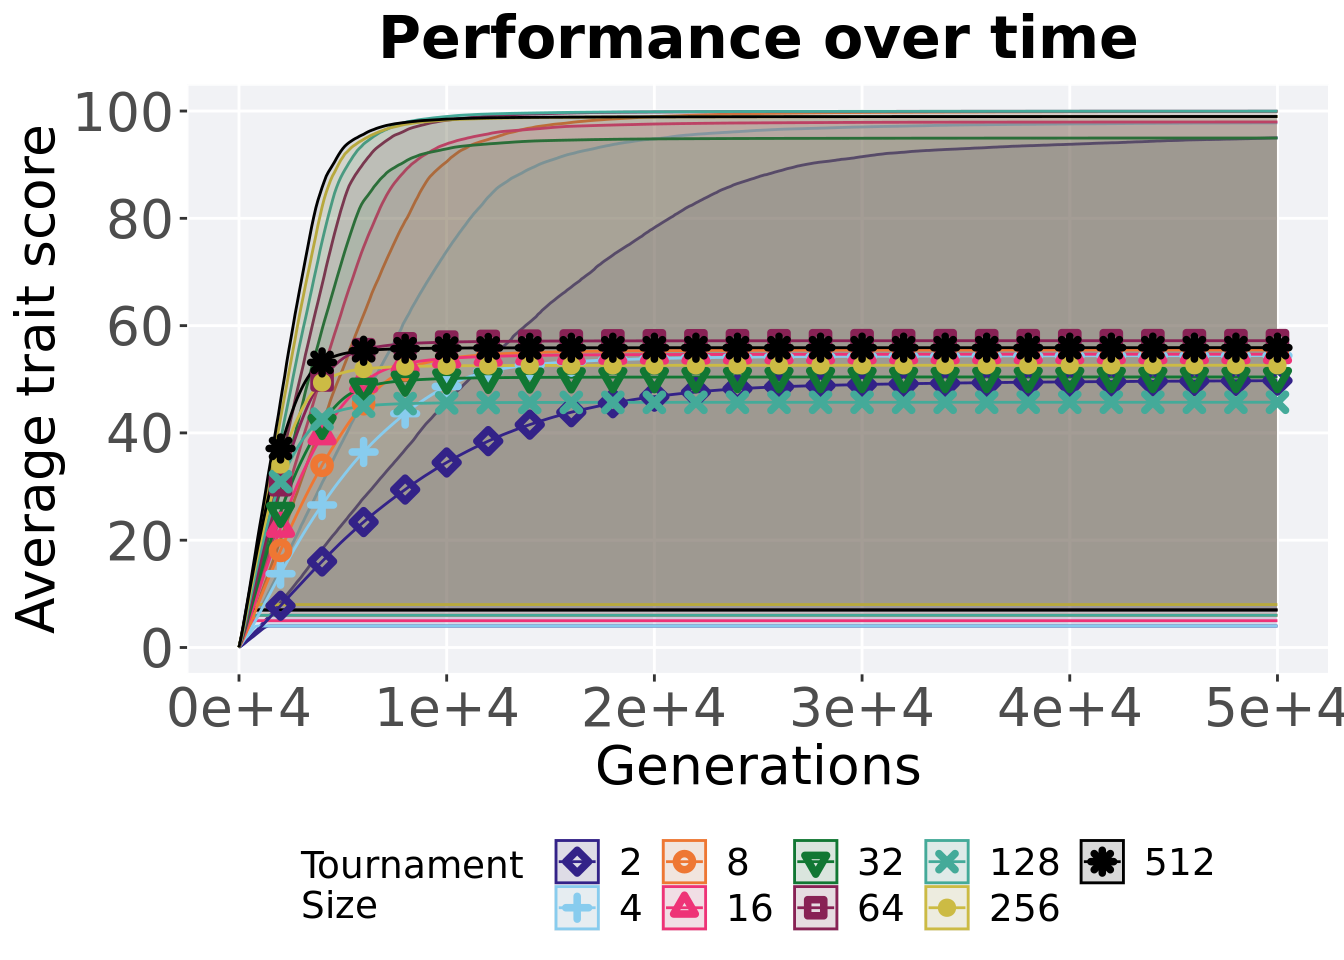 Performance over time
Average trait score
100
80
60
40
20
0
0e+4 1e+4 2e+4 3e+4 4e+4 5e+4
Generations
Tournament
Size
2 8 32 128 512
4 16 64 256